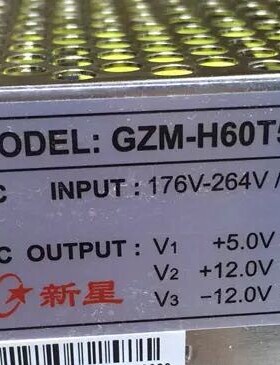 ODEL: GZM-H60T
C INPUT : 176V-264V /
C OUTPUT : V1 +5.0V
V2 +12.0V
新星 V3 -12.0V